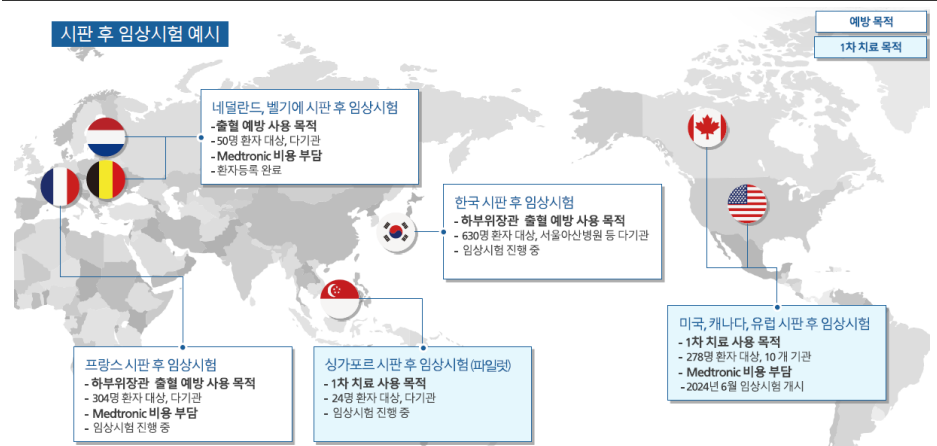 시판 후 임상시험 예시
예방 목적
1차 치료 목적
네덜란드, 벨기에 시판 후 임상시험
-출혈 예방 사용 목적
-50명 환자 대상, 다기관
-Medtronic 비용 부담
-환자등록 완료
한국 시판 후 임상시험
- 하부위장관 출혈 예방 사용 목적
- 630명 환자 대상, 서울아산병원 등 다기관
- 임상시험 진행 중
프랑스 시판 후 임상시험
- 하부위장관 출혈 예방 사용 목적
- 304명 환자 대상, 다기관
- Medtronic 비용 부담
- 임상시험 진행 중
싱가포르 시판 후 임상시험 (파일럿)
- 1차 치료 사용 목적
- 24명 환자 대상, 다기관
- 임상시험 진행 중
미국, 캐나다, 유럽 시판 후 임상시험
- 1차 치료 사용 목적
- 278명 환자 대상, 10개 기관
- Medtronic 비용 부담
-2024년 6월 임상시험 개시